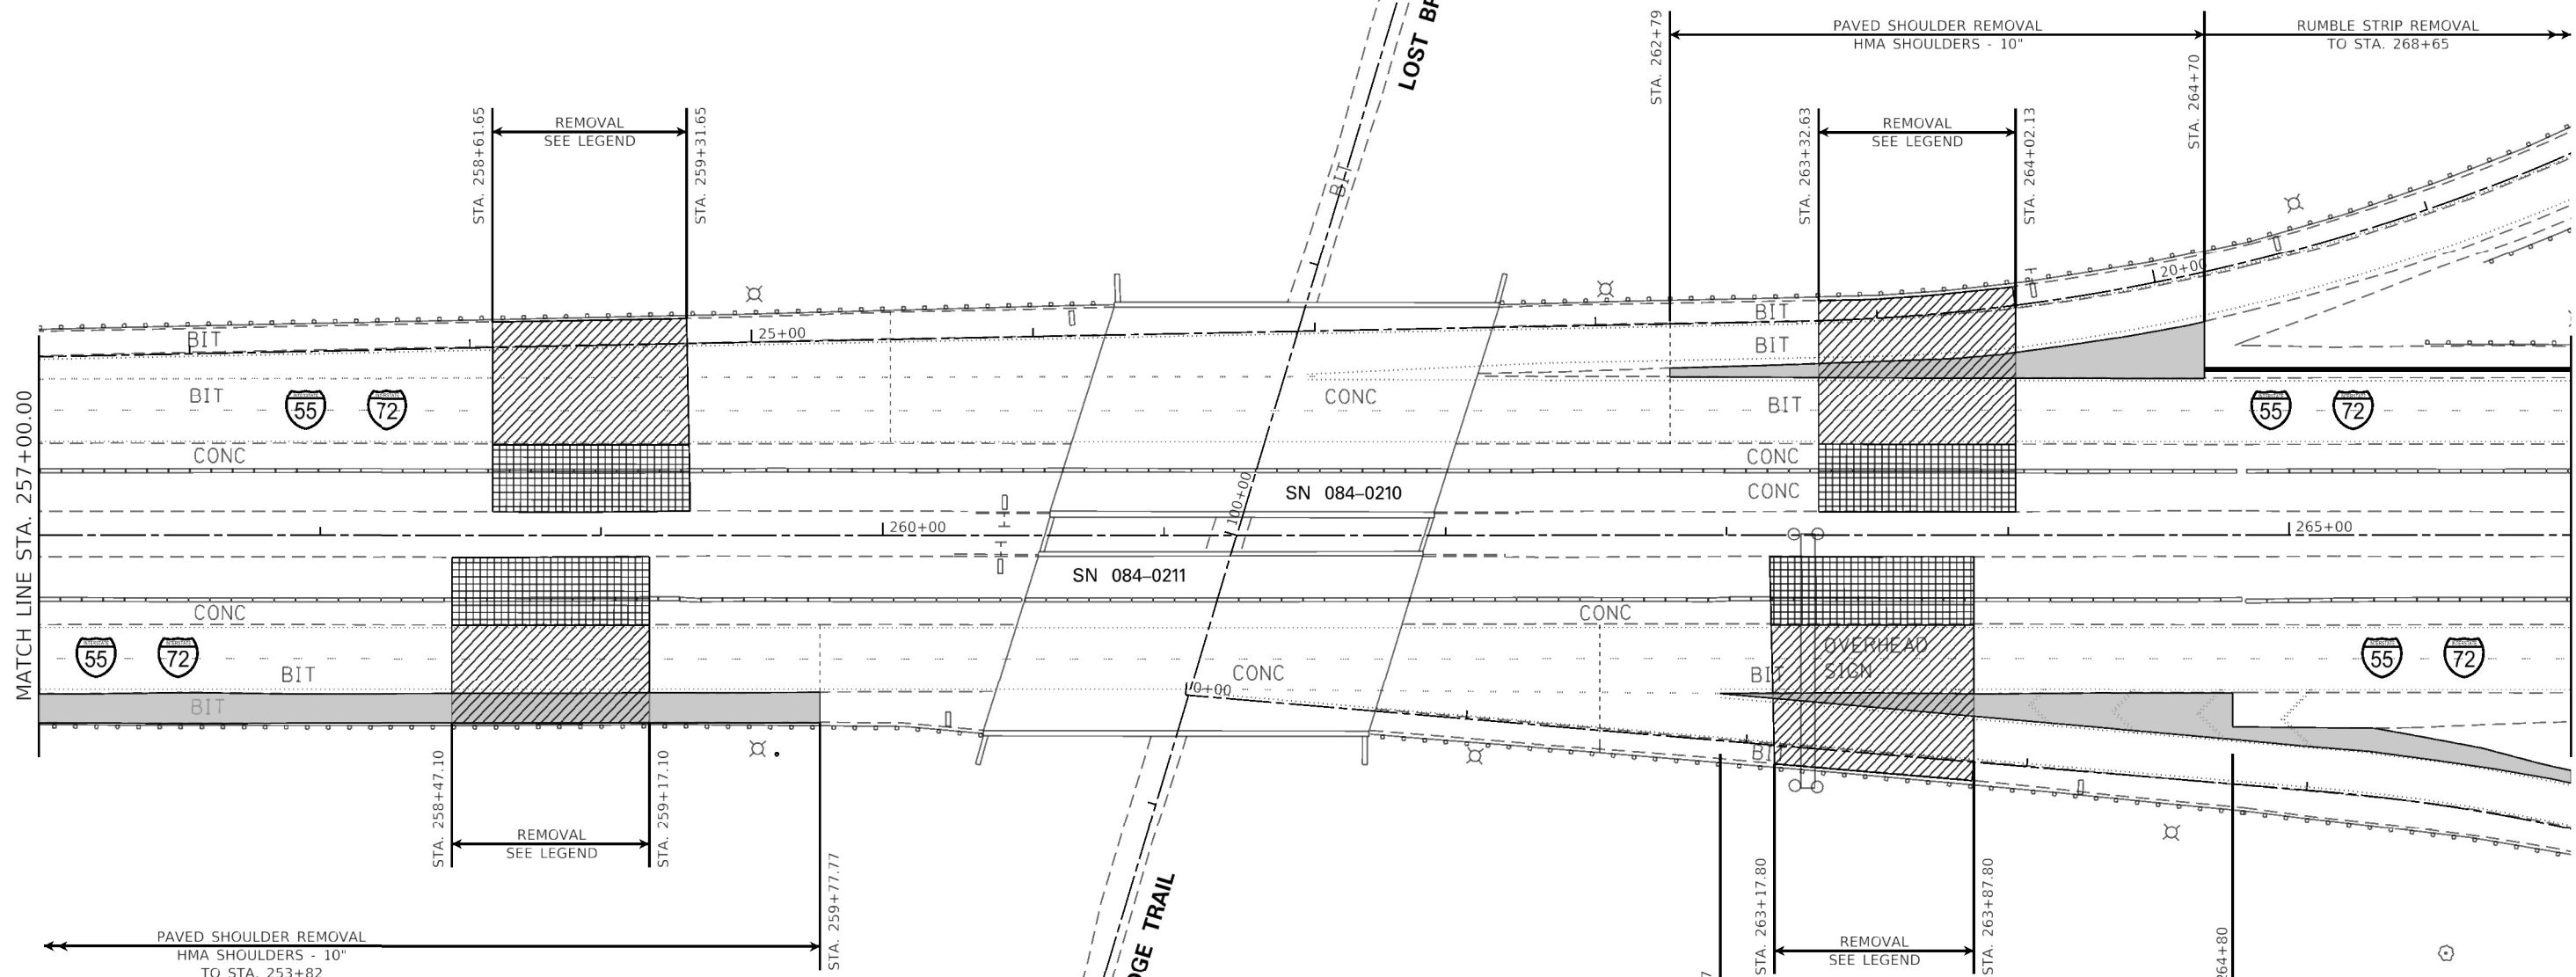 STA. 262+79
PAVED SHOULDER REMOVAL
HMA SHOULDERS - 10"
RUMBLE STRIP REMOVAL
TO STA. 268+65
STA. 264+70
LOST
STA. 258+61.65
REMOVAL
SEE LEGEND
STA. 259+31.65
STA. 263+32.63
REMOVAL
SEE LEGEND
STA. 264+02.13
BIT
20+00
BIT
25+00
BIT
BIT
BIT
55
72
CONC
BIT
55
72
CONC
CONC
MATCH LINE STA. 257+00.00
100+00
SN 084-0210
CONC
260+00
265+00
SN 084-0211
CONC
CONC
55
72
BIT
CONC
OVERHEAD
SIGN
BIT
55
72
0+00
BIT
BIT
STA. 258+47.10
REMOVAL
SEE LEGEND
STA. 259+17.10
STA. 259+77.77
STA. 263+17.80
REMOVAL
SEE LEGEND
STA. 263+87.80
264+80
TRAIL
PAVED SHOULDER REMOVAL
HMA SHOULDERS - 10"
TO STA. 253+82